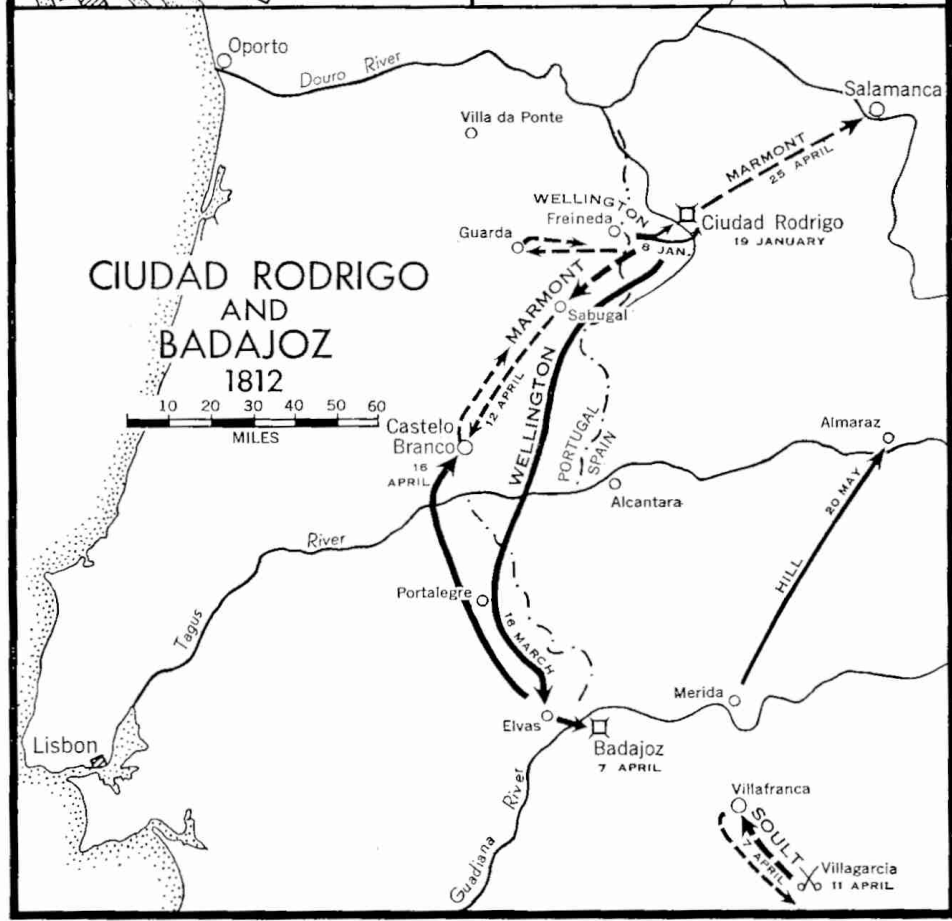 Oporto
Douro River
Villa da Ponte
Salamanca
MARMONT
25 APRIL
WELLINGTON
Freineda
Guarda
8 JAN.
Ciudad Rodrigo
19 JANUARY
CIUDAD RODRIGO
AND
BADAJOZ
1812
10 20 30 40 50 60
MILES
MARMONT
Sabugal
12 APRIL
WELLINGTON
PORTUGAL
SPAIN
Castelo
Branco
16
APRIL
Almaraz
Alcantara
20 MAY
HILL
Tagus River
Portalegre
16 MARCH
Merida
Elvas
Lisbon
Badajoz
7 APRIL
Guadiana River
Villafranca
SOULT
7 APRIL
Villagarcia
11 APRIL